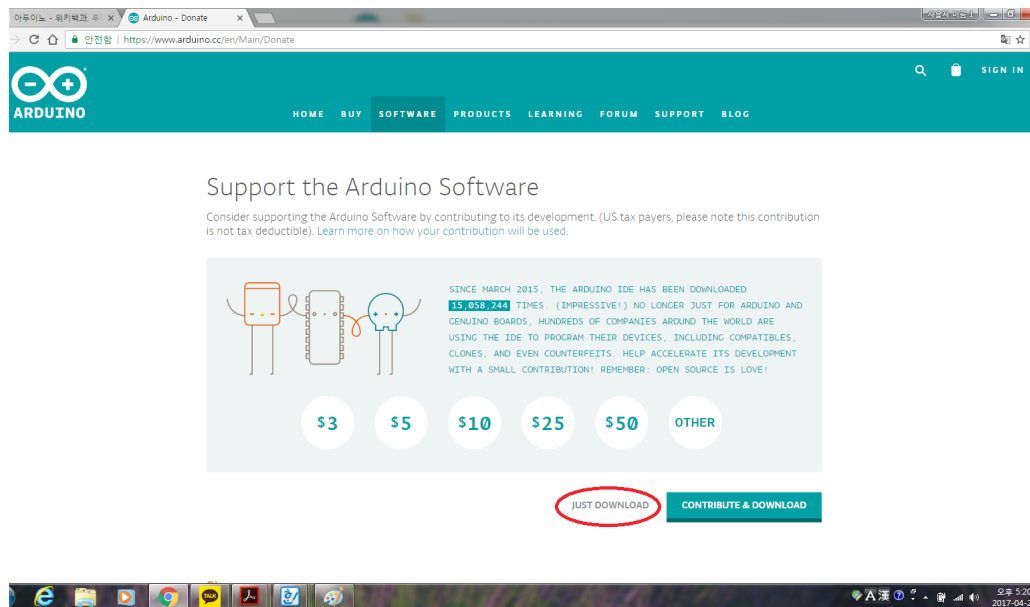 아두이노 - 위키백과, 우
Arduino - Donate
안전함 | https://www.arduino.cc/en/Main/Donate
SIGN IN
ARDUINO
HOME BUY SOFTWARE PRODUCTS LEARNING FORUM SUPPORT BLOG
Support the Arduino Software
Consider supporting the Arduino Software by contributing to its development. (US tax payers, please note this contribution
is not tax deductible). Learn more on how your contribution will be used.
SINCE MARCH 2015, THE ARDUINO IDE HAS BEEN DOWNLOADED
15,058,244 TIMES. (IMPRESSIVE!) NO LONGER JUST FOR ARDUINO AND
GENUINO BOARDS, HUNDREDS OF COMPANIES AROUND THE WORLD ARE
USING THE IDE TO PROGRAM THEIR DEVICES, INCLUDING COMPATIBLES,
CLONES, AND EVEN COUNTERFEITS. HELP ACCELERATE ITS DEVELOPMENT
WITH A SMALL CONTRIBUTION! REMEMBER: OPEN SOURCE IS LOVE!
$3 $5 $10 $25 $50 OTHER
JUST DOWNLOAD CONTRIBUTE & DOWNLOAD
TALK
A 漢
오후 5:2
2017-04-